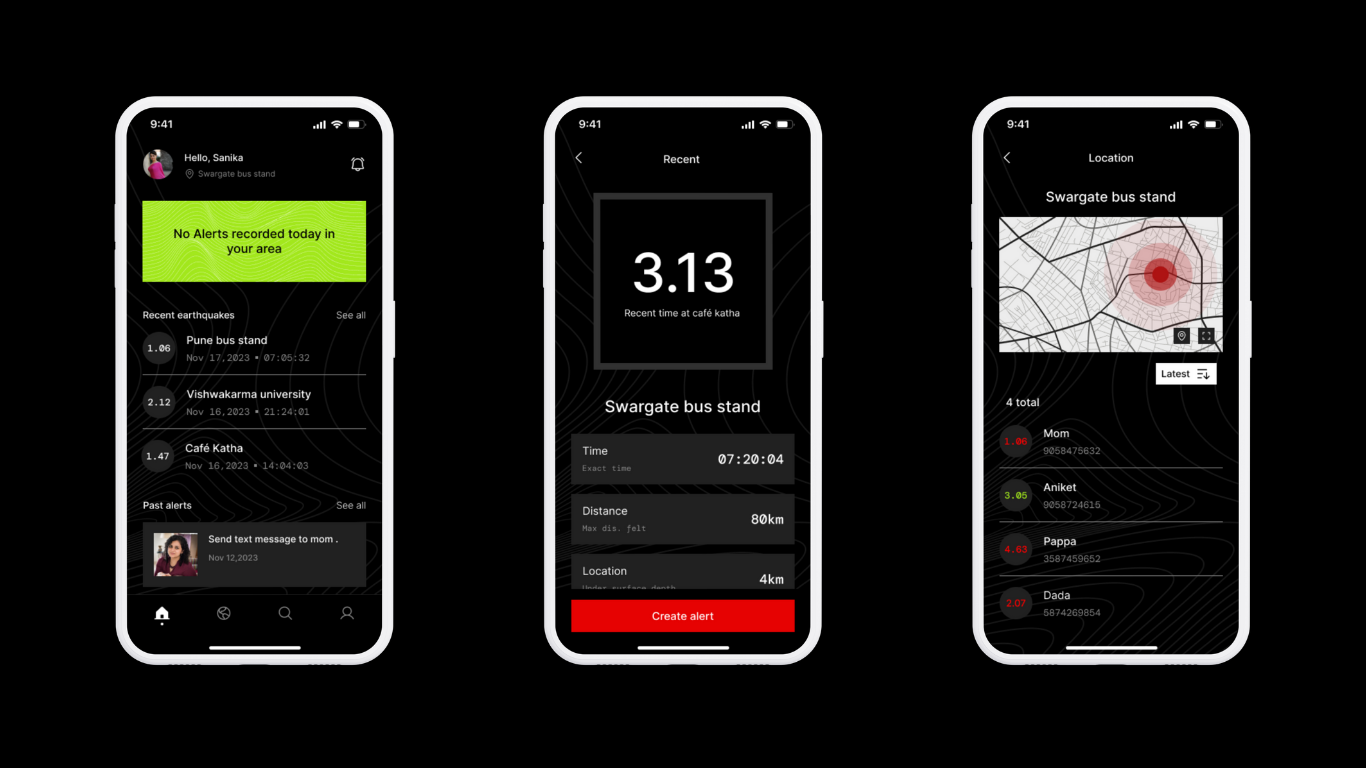 9:41
Hello, Sanika
Swargate bus stand
No Alerts recorded today in
your area
Recent earthquakes
See all
1.06
Pune bus stand
Nov 17,2023 • 07:05:32
2.12
Vishwakarma university
Nov 16,2023 • 21:24:01
1.47
Café Katha
Nov 16,2023 • 14:04:03
Past alerts
See all
Send text message to mom .
Nov 12,2023
9:41
Recent
3.13
Recent time at café katha
Swargate bus stand
Time
Exact time
07:20:04
Distance
Max dis. felt
80km
Location
Under surface depth
4km
Create alert
9:41
Location
Swargate bus stand
Latest
4 total
1.06
Mom
9058475632
3.05
Aniket
9058724615
4.63
Pappa
3587459652
2.07
Dada
5874269854